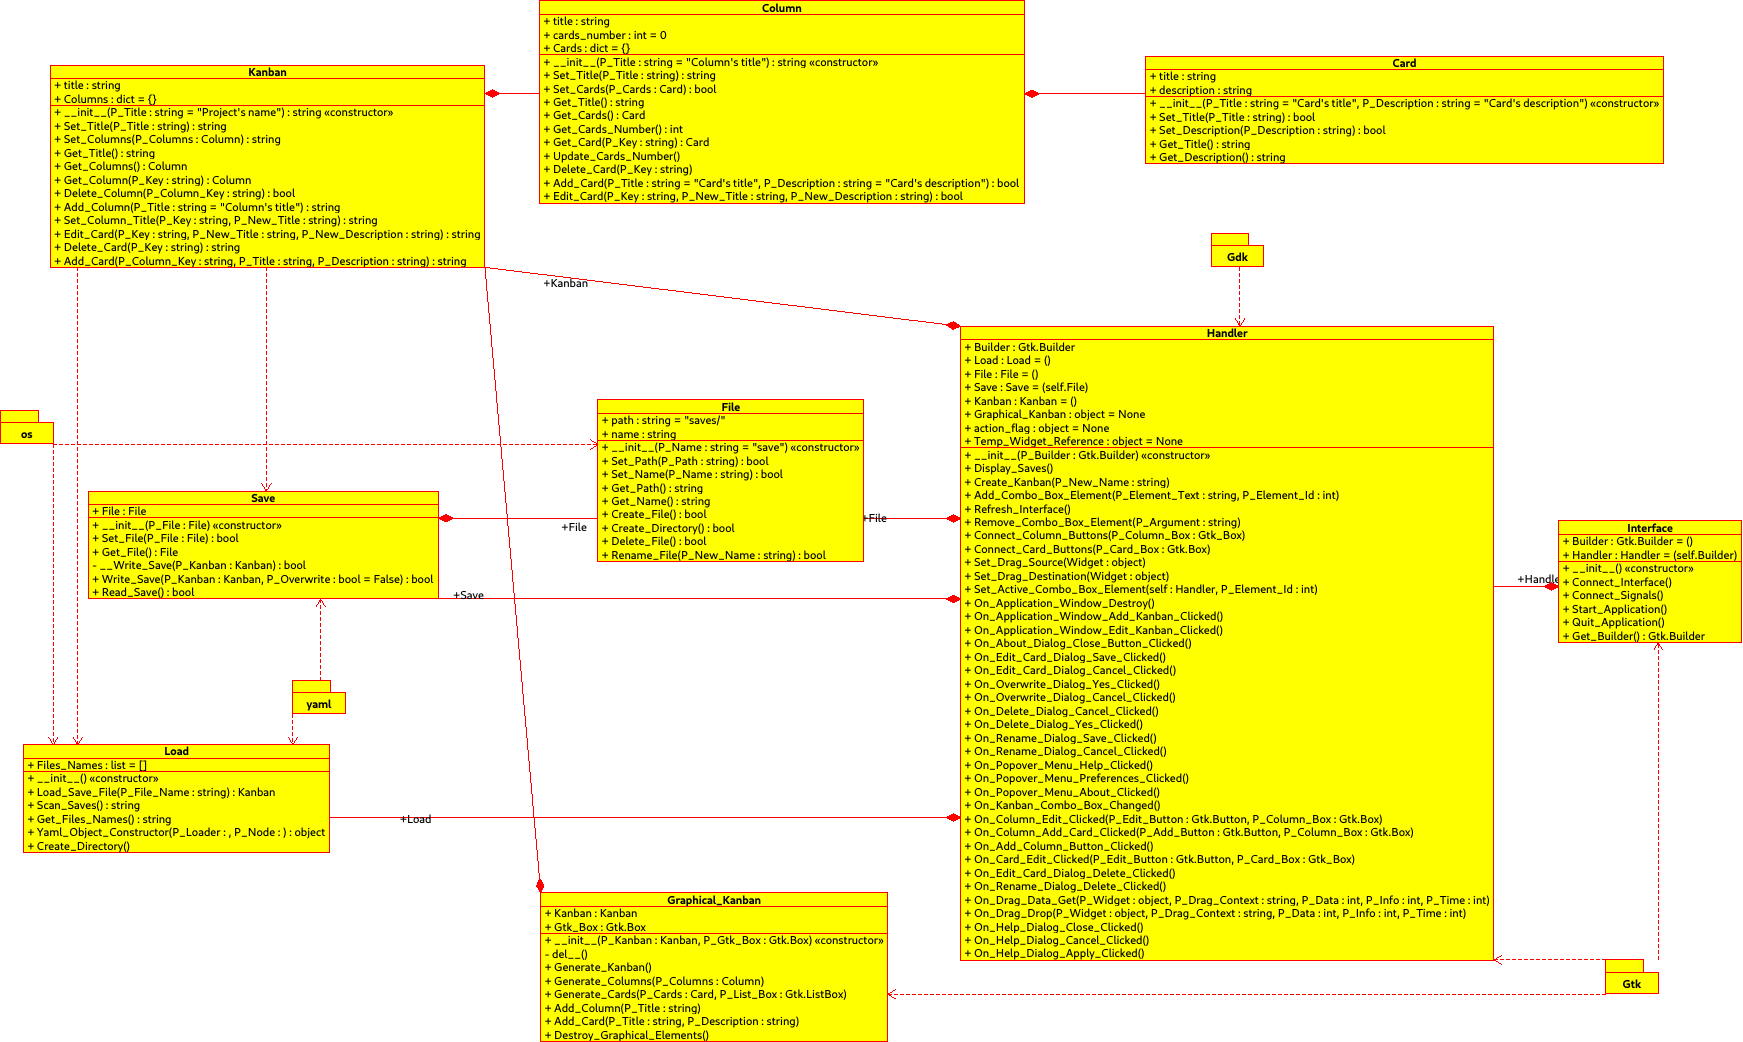 Column
+ title : string
+ cards_number : int = 0
+ Cards : dict = {}
+ __init__(P_Title : string = "Column's title") : string «constructor»
+ Set_Title(P_Title : string) : string
+ Set_Cards(P_Cards : Card) : bool
+ Get_Title() : string
+ Get_Cards() : Card
+ Get_Cards_Number() : int
+ Get_Card(P_Key : string) : Card
+ Update_Cards_Number()
+ Delete_Card(P_Key : string)
+ Add_Card(P_Title : string = "Card's title", P_Description : string = "Card's description") : bool
+ Edit_Card(P_Key : string, P_New_Title : string, P_New_Description : string) : bool
Card
+ title : string
+ description : string
+ __init__(P_Title : string = "Card's title", P_Description : string = "Card's description") «constructor»
+ Set_Title(P_Title : string) : bool
+ Set_Description(P_Description : string) : bool
+ Get_Title() : string
+ Get_Description() : string
Kanban
+ title : string
+ Columns : dict = {}
+ __init__(P_Title : string = "Project's name") : string «constructor»
+ Set_Title(P_Title : string) : string
+ Set_Columns(P_Columns : Column) : string
+ Get_Title() : string
+ Get_Columns() : Column
+ Get_Column(P_Key : string) : Column
+ Delete_Column(P_Column_Key : string) : bool
+ Add_Column(P_Title : string = "Column's title") : string
+ Set_Column_Title(P_Key : string, P_New_Title : string) : string
+ Edit_Card(P_Key : string, P_New_Title : string, P_New_Description : string) : string
+ Delete_Card(P_Key : string) : string
+ Add_Card(P_Column_Key : string, P_Title : string, P_Description : string) : string
Gdk
+Kanban
Handler
+ Builder : Gtk.Builder
+ Load : Load = ()
+ File : File = ()
+ Save : Save = (self.File)
+ Kanban : Kanban = ()
+ Graphical_Kanban : object = None
+ action_flag : object = None
+ Temp_Widget_Reference : object = None
+ __init__(P_Builder : Gtk.Builder) «constructor»
+ Display_Saves()
+ Create_Kanban(P_New_Name : string)
+ Add_Combo_Box_Element(P_Element_Text : string, P_Element_Id : int)
+ Refresh_Interface()
+ Remove_Combo_Box_Element(P_Argument : string)
+ Connect_Column_Buttons(P_Column_Box : Gtk_Box)
+ Connect_Card_Buttons(P_Card_Box : Gtk.Box)
+ Set_Drag_Source(Widget : object)
+ Set_Drag_Destination(Widget : object)
+ Set_Active_Combo_Box_Element(self : Handler, P_Element_Id : int)
+ On_Application_Window_Destroy()
+ On_Application_Window_Add_Kanban_Clicked()
+ On_Application_Window_Edit_Kanban_Clicked()
+ On_About_Dialog_Close_Button_Clicked()
+ On_Edit_Card_Dialog_Save_Clicked()
+ On_Edit_Card_Dialog_Cancel_Clicked()
+ On_Overwrite_Dialog_Yes_Clicked()
+ On_Overwrite_Dialog_Cancel_Clicked()
+ On_Delete_Dialog_Cancel_Clicked()
+ On_Delete_Dialog_Yes_Clicked()
+ On_Rename_Dialog_Save_Clicked()
+ On_Rename_Dialog_Cancel_Clicked()
+ On_Popover_Menu_Help_Clicked()
+ On_Popover_Menu_Preferences_Clicked()
+ On_Popover_Menu_About_Clicked()
+ On_Kanban_Combo_Box_Changed()
+ On_Column_Edit_Clicked(P_Edit_Button : Gtk.Button, P_Column_Box : Gtk.Box)
+ On_Column_Add_Card_Clicked(P_Add_Button : Gtk.Button, P_Column_Box : Gtk.Box)
+ On_Add_Column_Button_Clicked()
+ On_Card_Edit_Clicked(P_Edit_Button : Gtk.Button, P_Card_Box : Gtk_Box)
+ On_Edit_Card_Dialog_Delete_Clicked()
+ On_Rename_Dialog_Delete_Clicked()
+ On_Drag_Data_Get(P_Widget : object, P_Drag_Context : string, P_Data : int, P_Info : int, P_Time : int)
+ On_Drag_Drop(P_Widget : object, P_Drag_Context : string, P_Data : int, P_Info : int, P_Time : int)
+ On_Help_Dialog_Close_Clicked()
+ On_Help_Dialog_Cancel_Clicked()
+ On_Help_Dialog_Apply_Clicked()
os
File
+ path : string = "saves/"
+ name : string
+ __init__(P_Name : string = "save") «constructor»
+ Set_Path(P_Path : string) : bool
+ Set_Name(P_Name : string) : bool
+ Get_Path() : string
+ Get_Name() : string
+ Create_File() : bool
+ Create_Directory() : bool
+ Delete_File() : bool
+ Rename_File(P_New_Name : string) : bool
Save
+ File : File
+ __init__(P_File : File) «constructor»
+ Set_File(P_File : File) : bool
+ Get_File() : File
- __Write_Save(P_Kanban : Kanban) : bool
+ Write_Save(P_Kanban : Kanban, P_Overwrite : bool = False) : bool
+ Read_Save() : bool
+File
+File
+Save
Interface
+ Builder : Gtk.Builder = ()
+ Handler : Handler = (self.Builder)
+ __init__() «constructor»
+ Connect_Interface()
+ Connect_Signals()
+ Start_Application()
+ Quit_Application()
+ Get_Builder() : Gtk.Builder
+Handle
yaml
Load
+ Files_Names : list = []
+ __init__() «constructor»
+ Load_Save_File(P_File_Name : string) : Kanban
+ Scan_Saves() : string
+ Get_Files_Names() : string
+ Yaml_Object_Constructor(P_Loader : , P_Node : ) : object
+ Create_Directory()
+Load
Graphical_Kanban
+ Kanban : Kanban
+ Gtk_Box : Gtk.Box
+ __init__(P_Kanban : Kanban, P_Gtk_Box : Gtk.Box) «constructor»
- del__()
+ Generate_Kanban()
+ Generate_Columns(P_Columns : Column)
+ Generate_Cards(P_Cards : Card, P_List_Box : Gtk.ListBox)
+ Add_Column(P_Title : string)
+ Add_Card(P_Title : string, P_Description : string)
+ Destroy_Graphical_Elements()
Gtk